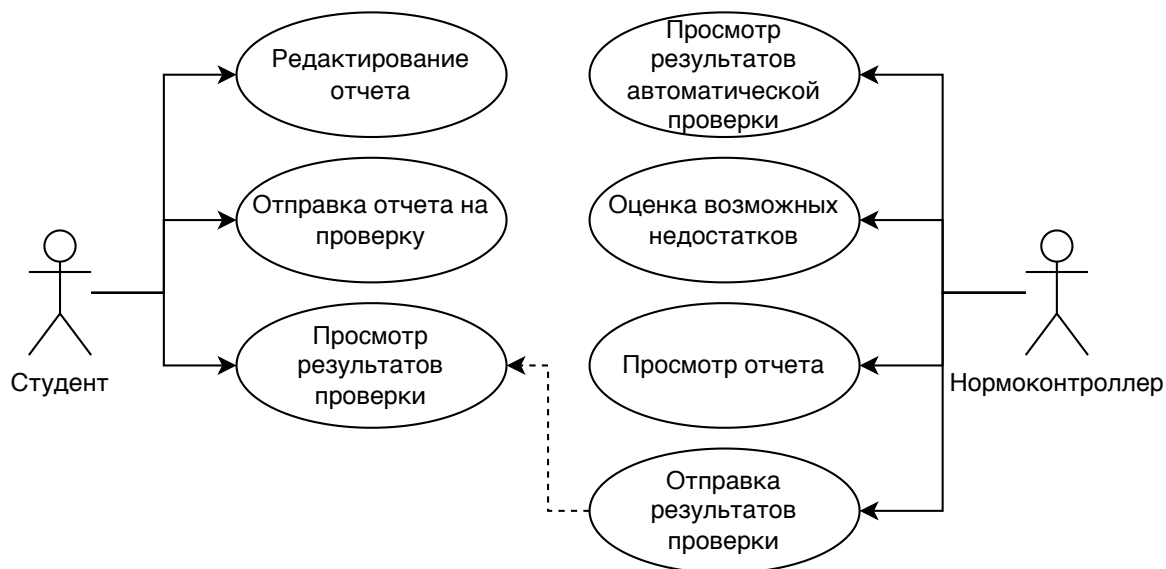 Редактирование
отчета
Просмотр
результатов
автоматической
проверки
Отправка отчета на
проверку
Оценка возможных
недостатков
Студент
Просмотр
результатов
проверки
Просмотр отчета
Нормоконтроллер
Отправка
результатов
проверки